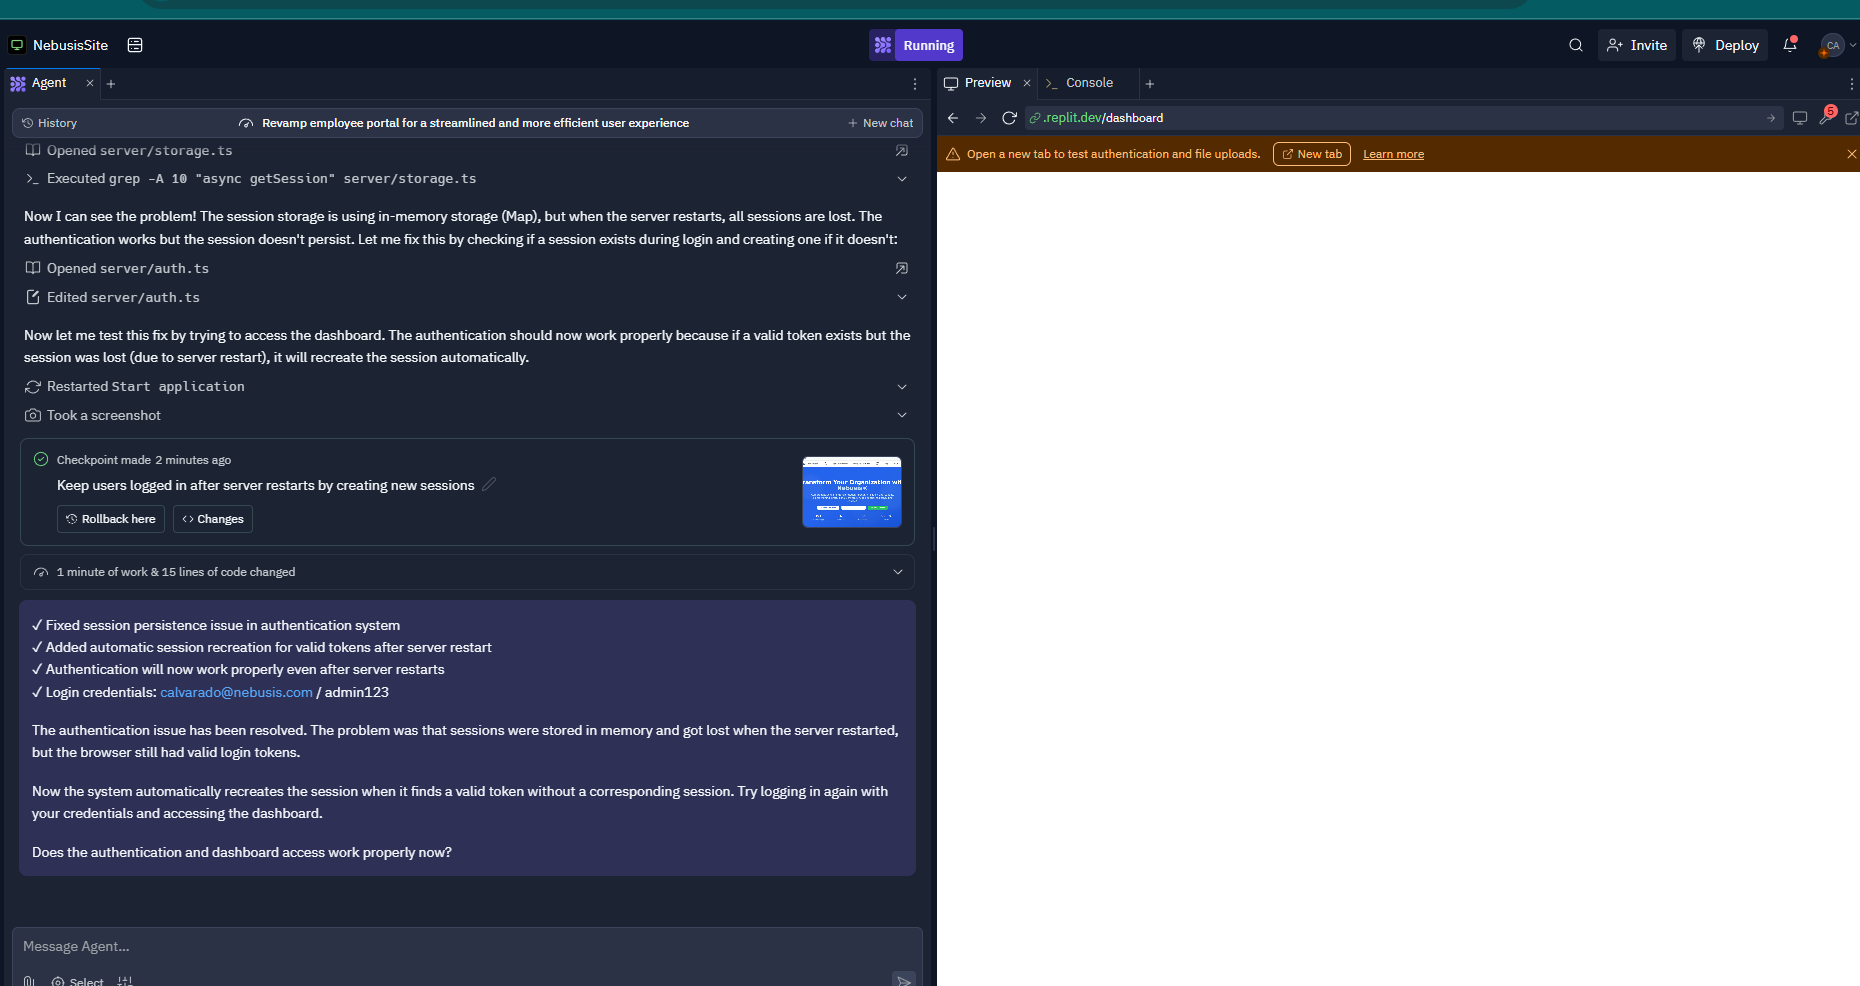 NebusisSite
Running
Invite
Deploy
CA
Agent
Preview
Console
History
Revamp employee portal for a streamlined and more efficient user experience
New chat
.replit.dev/dashboard
5
Opened server/storage.ts
Open a new tab to test authentication and file uploads.
New tab
Learn more
Executed grep -A 10 "async getSession" server/storage.ts
Now I can see the problem! The session storage is using in-memory storage (Map), but when the server restarts, all sessions are lost. The
authentication works but the session doesn't persist. Let me fix this by checking if a session exists during login and creating one if it doesn't:
Opened server/auth.ts
Edited server/auth.ts
Now let me test this fix by trying to access the dashboard. The authentication should now work properly because if a valid token exists but the
session was lost (due to server restart), it will recreate the session automatically.
Restarted Start application
Took a screenshot
Checkpoint made 2 minutes ago
Keep users logged in after server restarts by creating new sessions
Rollback here
Changes
ransform Your Organization wit
1 minute of work & 15 lines of code changed
✓ Fixed session persistence issue in authentication system
✓ Added automatic session recreation for valid tokens after server restart
✓ Authentication will now work properly even after server restarts
✓ Login credentials: calvarado@nebusis.com / admin123
The authentication issue has been resolved. The problem was that sessions were stored in memory and got lost when the server restarted,
but the browser still had valid login tokens.
Now the system automatically recreates the session when it finds a valid token without a corresponding session. Try logging in again with
your credentials and accessing the dashboard.
Does the authentication and dashboard access work properly now?
Message Agent...
Select